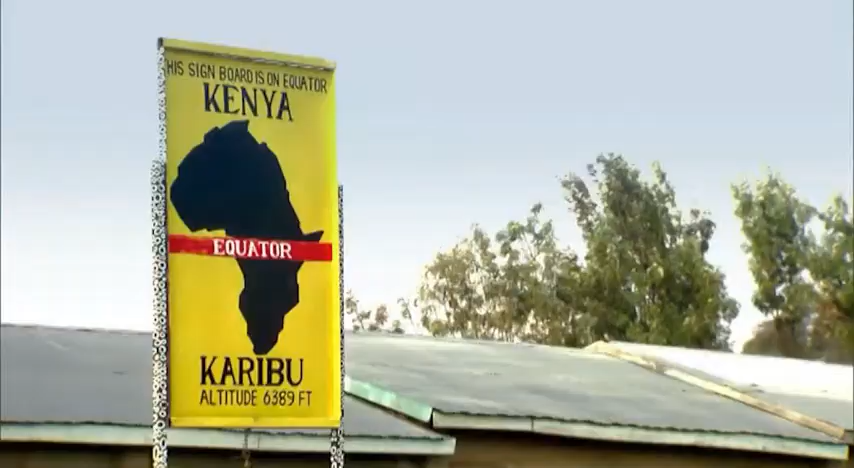 HIS SIGN BOARD IS ON EQUATOR
KENYA
EQUATOR
KARIBU
ALTITUDE 6389 FT